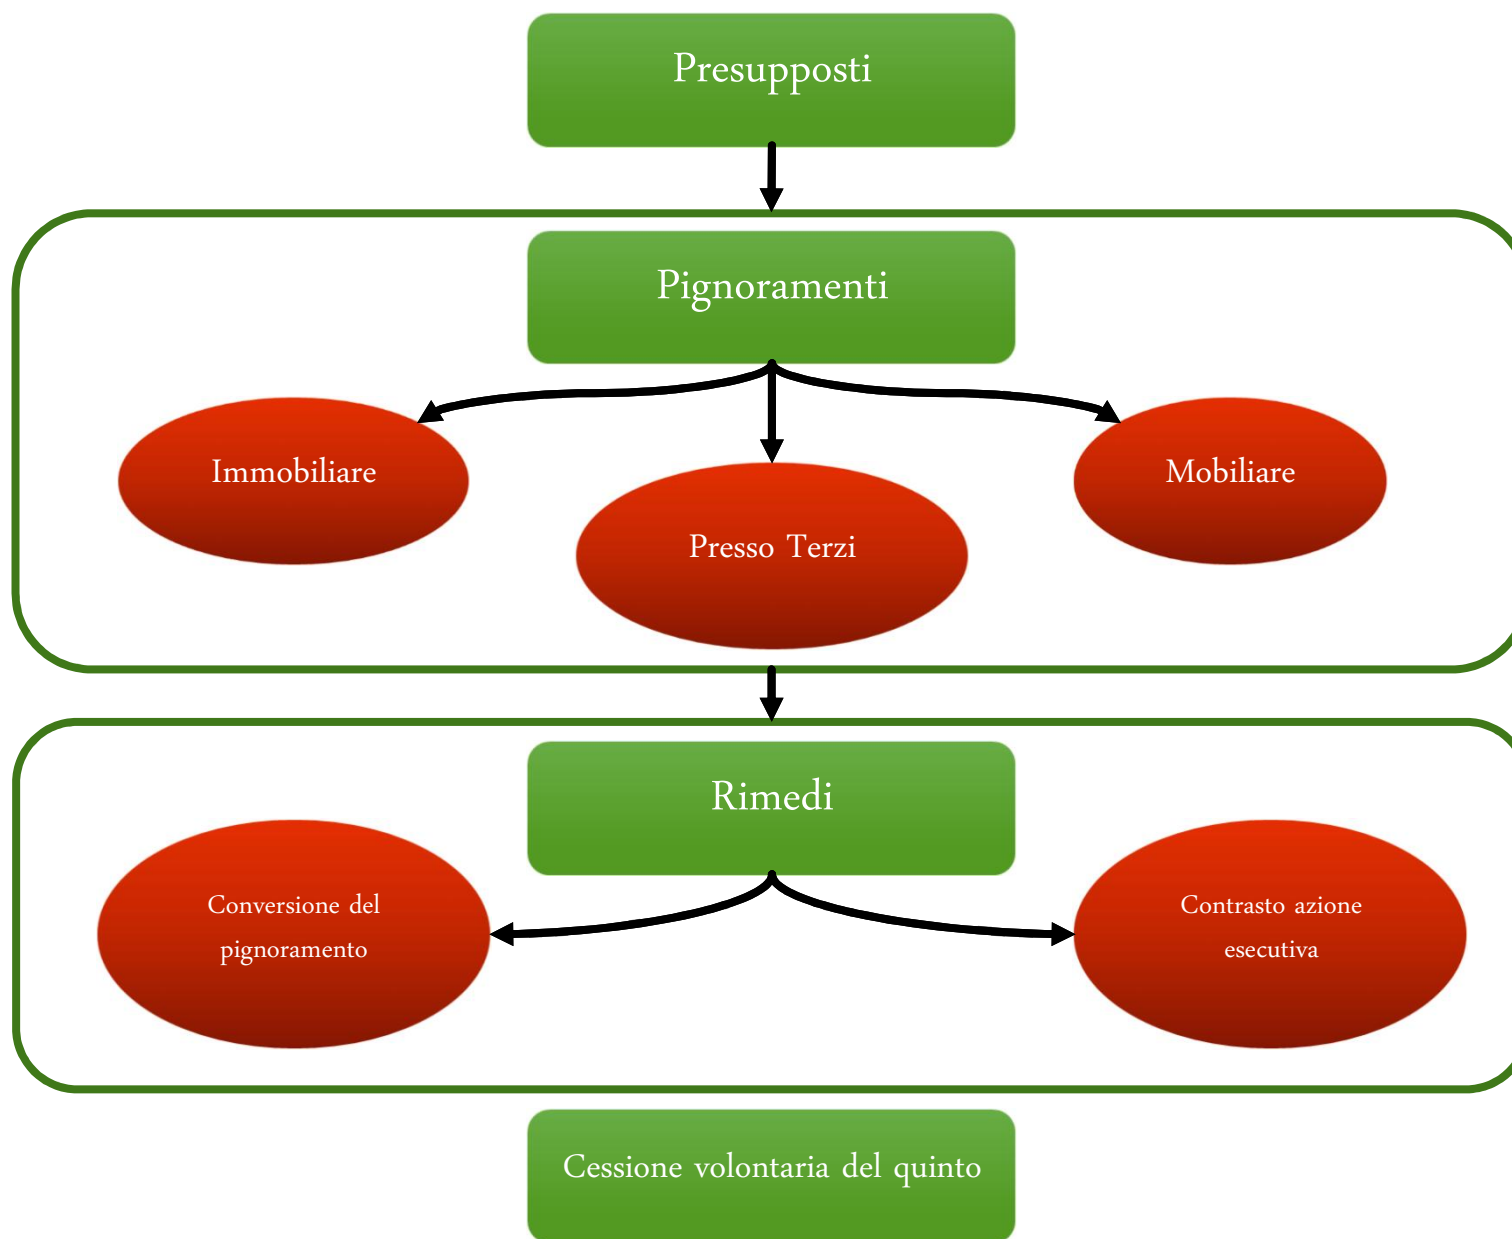 Presupposti
Pignoramenti
Immobiliare
Mobiliare
Presso Terzi
Rimedi
Conversione del
pignoramento
Contrasto azione
esecutiva
Cessione volontaria del quinto